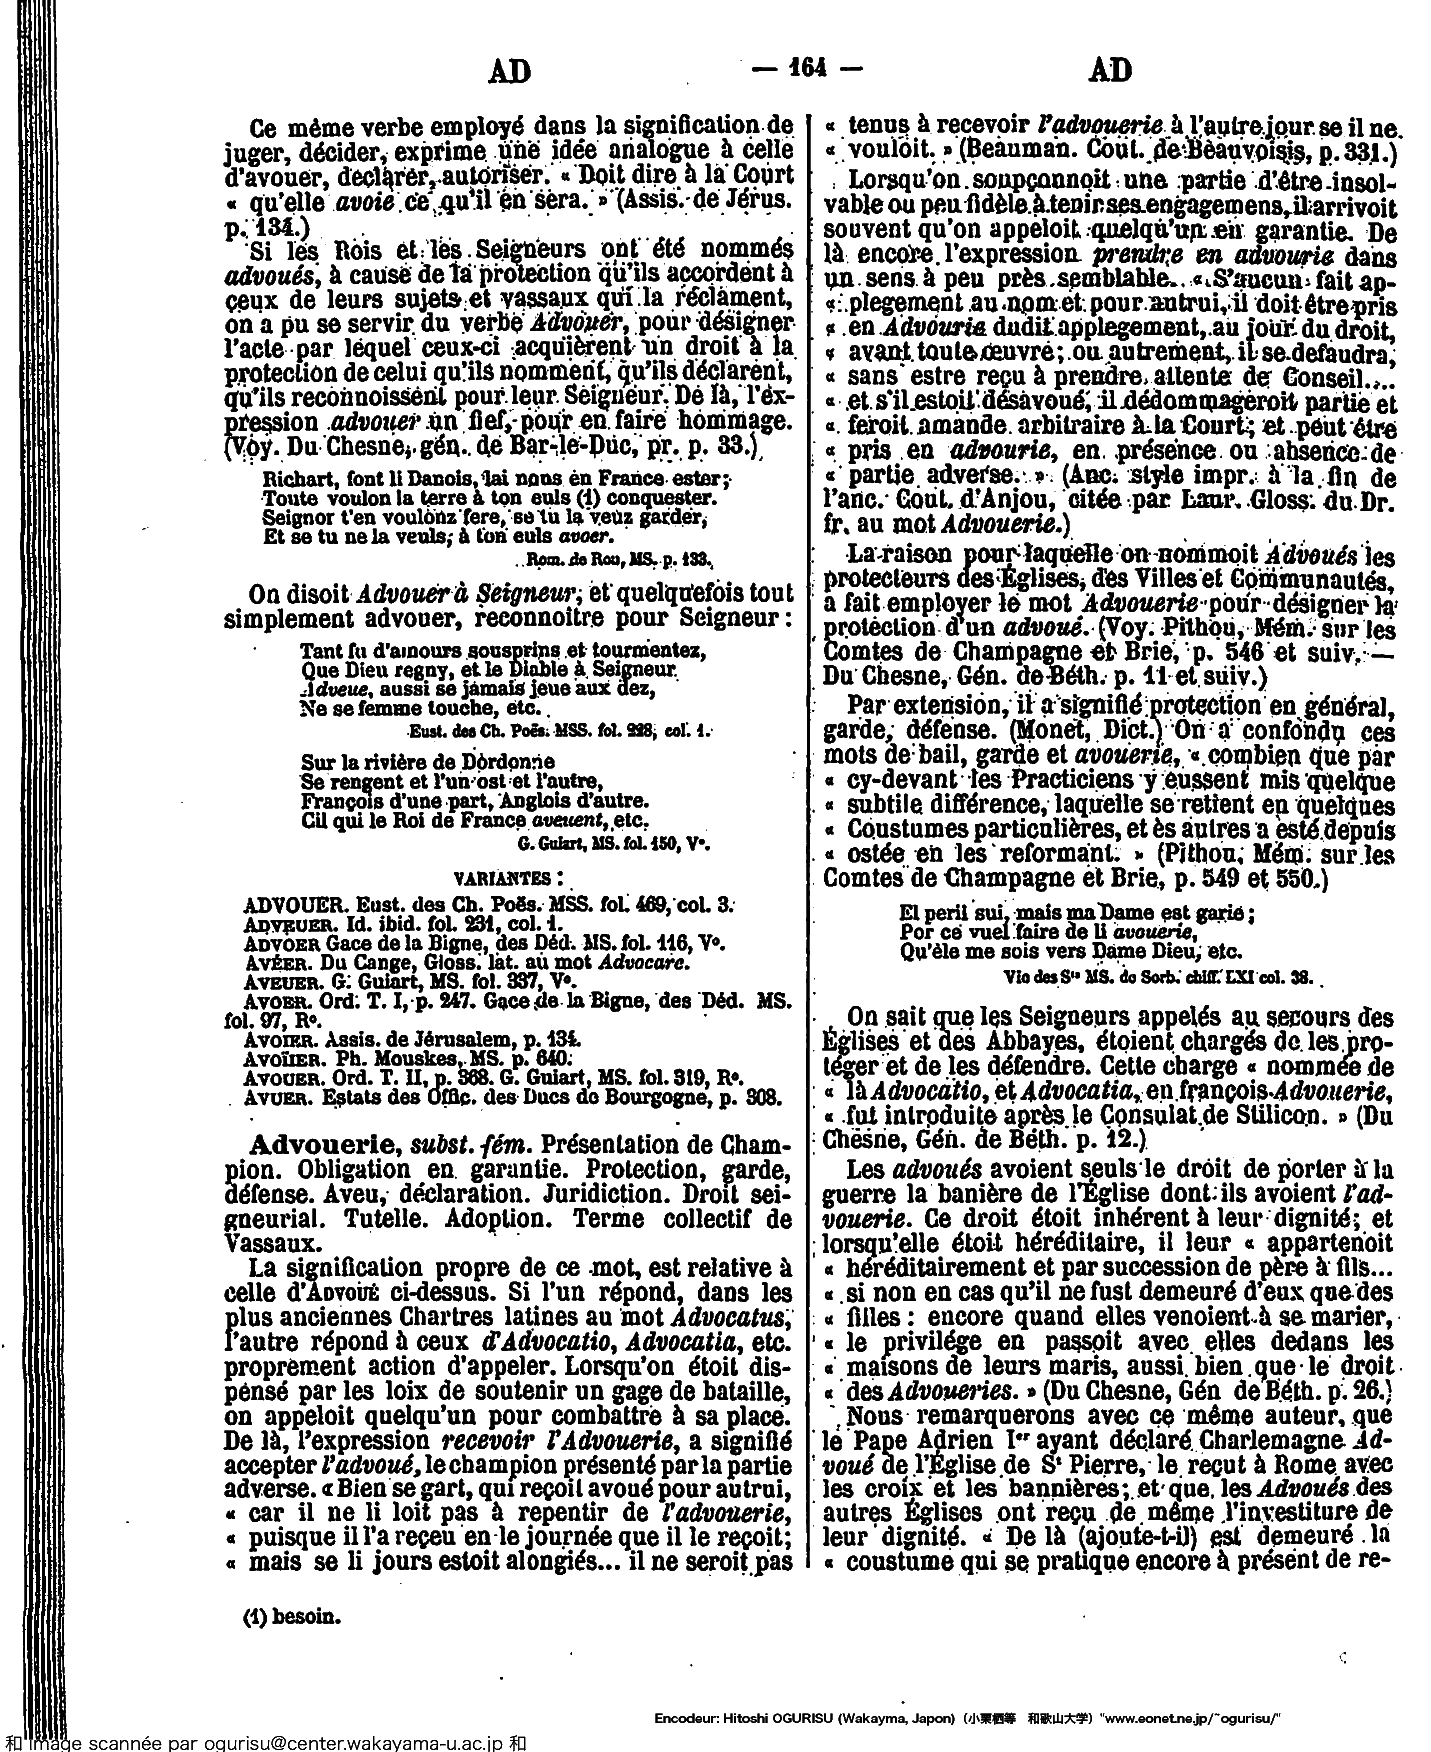 AD — 164 — AD
Ce même verbe employé dans la signification de
juger, décider, exprime une idée analogue à celle
d'avouer, declarer, autoriser. « Doit dire à la Court
« qu'elle avoie ce qu'il en sera. » (Assis. de Jérus.
p. 134.)
Si les Rois et les Seigneurs ont été nommés
advoués, à cause de la protection qu'ils accordent à
ceux de leurs sujets et vassaux qui la réclament,
on a pu se servir du verbe Advouer, pour désigner
l'acte par lequel ceux-ci acquièrent un droit à la
protection de celui qu'ils nomment, qu'ils déclarent,
qu'ils reconnoissent pour leur Seigneur. De là, l'ex-
pression advouer un fief, pour en faire hommage.
(Voy. Du Chesne, gén. de Bar-le-Duc, pr. p. 33.)
Richart, font li Danois, lai nous en France ester;
Toute voulon la terre à ton euls (1) conquester.
Seignor t'en voulonz fere, se tu la veuz garder,
Et se tu ne la veuls; à ton euls avoer.
Rom. de Rou, MS. p. 133.
On disoit Advouer à Seigneur, et quelquefois tout
simplement advouer, reconnoitre pour Seigneur :
Tant fu d'amours sousprins et tourmentez,
Que Dieu regny, et le Diable à Seigneur
Adveue, aussi se jamais jeue aux dez,
Ne se femme touche, etc.
Eust. des Ch. Poës. MSS. fol. 228, col. 1.
Sur la rivière de Dordonne
Se rengent et l'un ost et l'autre,
François d'une part, Anglois d'autre.
Cil qui le Roi de France aveuent, etc.
G. Guiart, MS. fol. 150, V°.
VARIANTES :
ADVOUER. Eust. des Ch. Poës. MSS. fol. 469, col. 3.
ADVEUER. Id. ibid. fol. 231, col. 1.
ADVOER Gace de la Bigne, des Déd. MS. fol. 116, V°.
AVÉER. Du Cange, Gloss. lat. au mot Advocare.
AVEUER. G. Guiart, MS. fol. 337, V°.
AVOER. Ord. T. I, p. 247. Gace de la Bigne, des Déd. MS.
fol. 97, R°.
AVOIER. Assis. de Jérusalem, p. 134.
AVOÏIER. Ph. Mouskes, MS. p. 640.
AVOUER. Ord. T. II, p. 368. G. Guiart, MS. fol. 319, R°.
AVUER. Estats des Offic. des Ducs de Bourgogne, p. 308.
Advouerie, subst. fém. Présentation de Cham-
pion. Obligation en garantie. Protection, garde,
défense. Aveu, déclaration. Juridiction. Droit sei-
gneurial. Tutelle. Adoption. Terme collectif de
Vassaux.
La signification propre de ce mot, est relative à
celle d'ADVOUÉ ci-dessus. Si l'un répond, dans les
plus anciennes Chartres latines au mot Advocatus,
l'autre répond à ceux d'Advocatio, Advocatia, etc.
proprement action d'appeler. Lorsqu'on étoit dis-
pensé par les loix de soutenir un gage de bataille,
on appeloit quelqu'un pour combattre à sa place.
De là, l'expression recevoir l'Advouerie, a signifié
accepter l'advoué, le champion présenté par la partie
adverse. « Bien se gart, qui reçoit avoué pour autrui,
« car il ne li loit pas à repentir de l'advouerie,
« puisque il l'a reçeu en le journée que il le reçoit;
« mais se li jours estoit alongiés... il ne seroit pas
(1) besoin.
« tenus à recevoir l'advouerie à l'autre jour se il ne
« vouloit. » (Beauman. Cout. de Beauvoisis, p. 331.)
Lorsqu'on soupçonnoit une partie d'être insol-
vable ou peu fidèle à tenir ses engagemens, il arrivoit
souvent qu'on appeloit quelqu'un en garantie. De
là encore l'expression prendre en advourie dans
un sens à peu près semblable. « S'aucun fait ap-
« plegement au nom et pour autrui, il doit être pris
« en Advourie dudit applegement, au jour du droit,
« avant toute œuvre; ou autrement, il se defaudra,
« sans estre reçu à prendre attente de Conseil....
« et s'il estoit désavoué, il dédommageroit partie et
« feroit amande arbitraire à la Court; et peut être
« pris en advourie, en présence ou absence de
« partie adverse. » (Anc. style impr. à la fin de
l'anc. Cout. d'Anjou, citée par Laur. Gloss. du Dr.
fr. au mot Advouerie.)
La raison pour laquelle on nommoit Advoués les
protecteurs des Églises, des Villes et Communautés,
a fait employer le mot Advouerie pour désigner la
protection d'un advoué. (Voy. Pithou, Mém. sur les
Comtes de Champagne et Brie, p. 546 et suiv. —
Du Chesne, Gén. de Béth. p. 11 et suiv.)
Par extension, il a signifié protection en général,
garde, défense. (Monet, Dict.) On a confondu ces
mots de bail, garde et avouerie, « combien que par
« cy-devant les Practiciens y eussent mis quelque
« subtile différence, laquelle se retient en quelques
« Coustumes particulières, et ès autres a esté depuis
« ostée en les reformant. » (Pithou, Mém. sur les
Comtes de Champagne et Brie, p. 549 et 550.)
El peril sui, mais ma Dame est garie;
Por ce vuel faire de li avouerie,
Qu'éle me sois vers Dame Dieu, etc.
Vie des Sts MS. de Sorb. chiff. LXI col. 38.
On sait que les Seigneurs appelés au secours des
Églises et des Abbayes, étoient chargés de les pro-
téger et de les défendre. Cette charge « nommée de
« là Advocatio, et Advocatia, en françois Advouerie,
« fut introduite après le Consulat de Stilicon. » (Du
Chesne, Gén. de Béth. p. 12.)
Les advoués avoient seuls le droit de porter à la
guerre la banière de l'Église dont ils avoient l'ad-
vouerie. Ce droit étoit inhérent à leur dignité; et
lorsqu'elle étoit héréditaire, il leur « appartenoit
« héréditairement et par succession de père à fils...
« si non en cas qu'il ne fust demeuré d'eux que des
« filles : encore quand elles venoient à se marier,
« le privilége en passoit avec elles dedans les
« maisons de leurs maris, aussi bien que le droit
« des Advoueries. » (Du Chesne, Gén de Béth. p. 26.)
Nous remarquerons avec ce même auteur, que
le Pape Adrien Ier ayant déclaré Charlemagne Ad-
voué de l'Église de St Pierre, le reçut à Rome avec
les croix et les bannières; et que les Advoués des
autres Églises ont reçu de même l'investiture de
leur dignité. « De là (ajoute-t-il) est demeuré la
« coustume qui se pratique encore à présent de re-
Encodeur: Hitoshi OGURISU (Wakayma, Japon) (小栗栖等 和歌山大学) "www.eonet.ne.jp/~ogurisu/"
和 Image scannée par ogurisu@center.wakayama-u.ac.jp 和